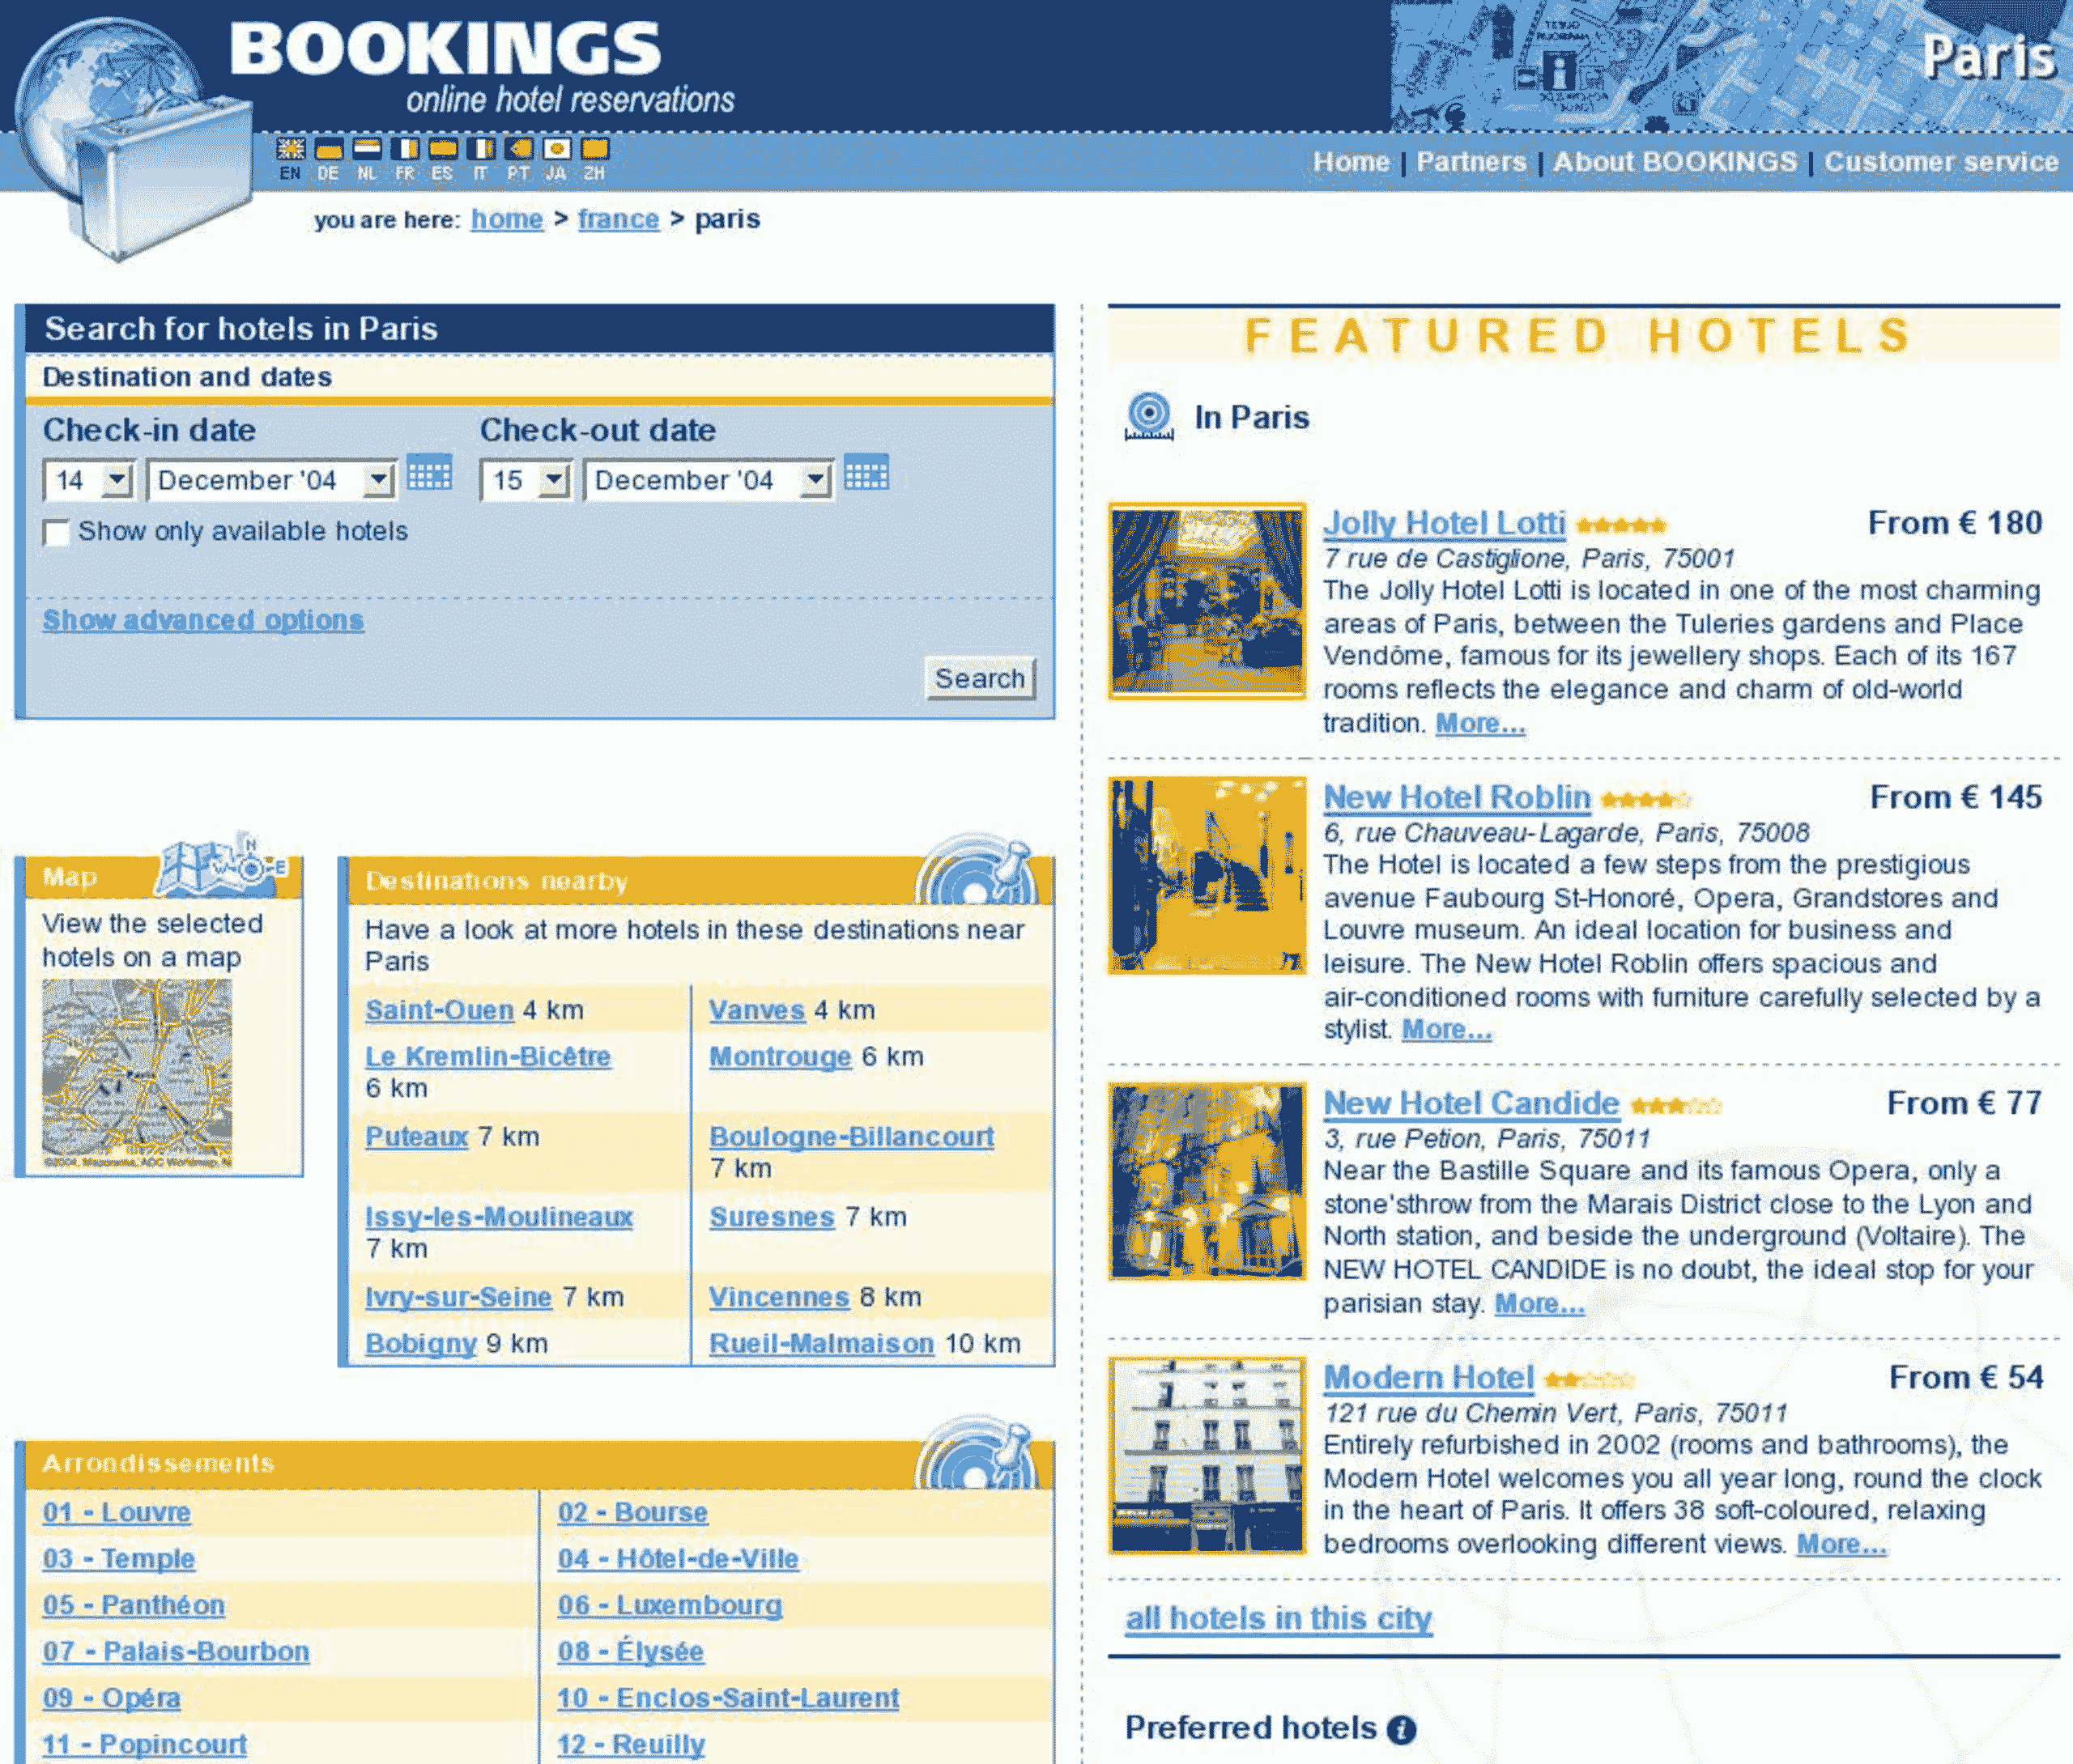 BOOKINGS
online hotel reservations
Paris
EN DE NL FR ES IT PT JA ZH
Home | Partners | About BOOKINGS | Customer service
you are here: home > france > paris
Search for hotels in Paris
Destination and dates
Check-in date
Check-out date
14 December '04
15 December '04
Show only available hotels
Show advanced options
Search
Map
N
W E
View the selected
hotels on a map
Paris
Destinations nearby
Have a look at more hotels in these destinations near
Paris
Saint-Ouen 4 km
Vanves 4 km
Le Kremlin-Bicêtre
6 km
Montrouge 6 km
Puteaux 7 km
Boulogne-Billancourt
7 km
Issy-les-Moulineaux
7 km
Suresnes 7 km
Ivry-sur-Seine 7 km
Vincennes 8 km
Bobigny 9 km
Rueil-Malmaison 10 km
Arrondissements
01 - Louvre
02 - Bourse
03 - Temple
04 - Hôtel-de-Ville
05 - Panthéon
06 - Luxembourg
07 - Palais-Bourbon
08 - Élysée
09 - Opéra
10 - Enclos-Saint-Laurent
11 - Popincourt
12 - Reuilly
FEATURED HOTELS
In Paris
Jolly Hotel Lotti From € 180
7 rue de Castiglione, Paris, 75001
The Jolly Hotel Lotti is located in one of the most charming
areas of Paris, between the Tuleries gardens and Place
Vendôme, famous for its jewellery shops. Each of its 167
rooms reflects the elegance and charm of old-world
tradition. More...
New Hotel Roblin From € 145
6, rue Chauveau-Lagarde, Paris, 75008
The Hotel is located a few steps from the prestigious
avenue Faubourg St-Honoré, Opera, Grandstores and
Louvre museum. An ideal location for business and
leisure. The New Hotel Roblin offers spacious and
air-conditioned rooms with furniture carefully selected by a
stylist. More...
New Hotel Candide From € 77
3, rue Petion, Paris, 75011
Near the Bastille Square and its famous Opera, only a
stone'sthrow from the Marais District close to the Lyon and
North station, and beside the underground (Voltaire). The
NEW HOTEL CANDIDE is no doubt, the ideal stop for your
parisian stay. More...
Modern Hotel From € 54
121 rue du Chemin Vert, Paris, 75011
Entirely refurbished in 2002 (rooms and bathrooms), the
Modern Hotel welcomes you all year long, round the clock
in the heart of Paris. It offers 38 soft-coloured, relaxing
bedrooms overlooking different views. More...
all hotels in this city
Preferred hotels i